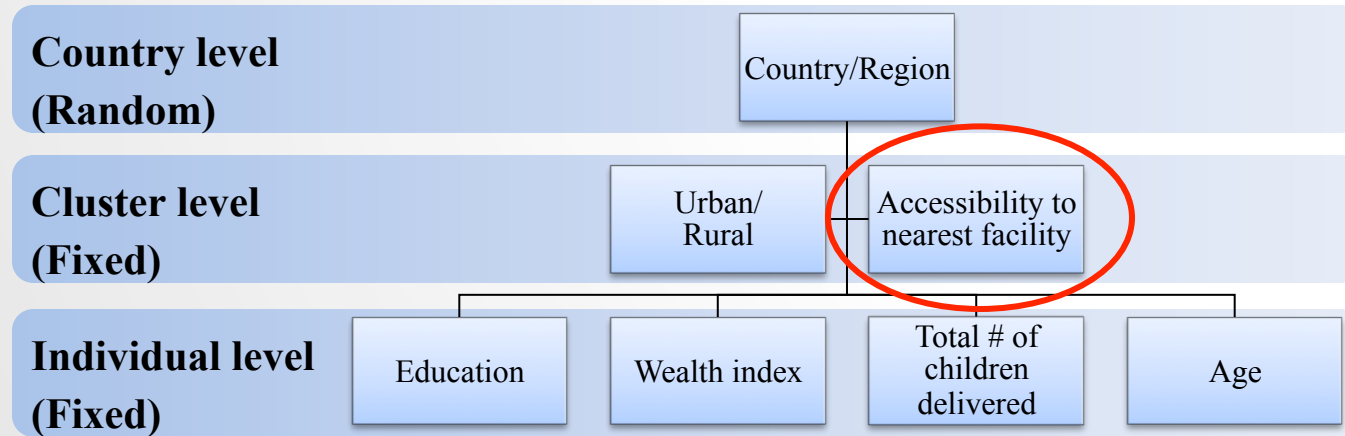 Country level
(Random)
Country/Region
Cluster level
(Fixed)
Urban/
Rural
Accessibility to
nearest facility
Individual level
(Fixed)
Education
Wealth index
Total # of
children
delivered
Age